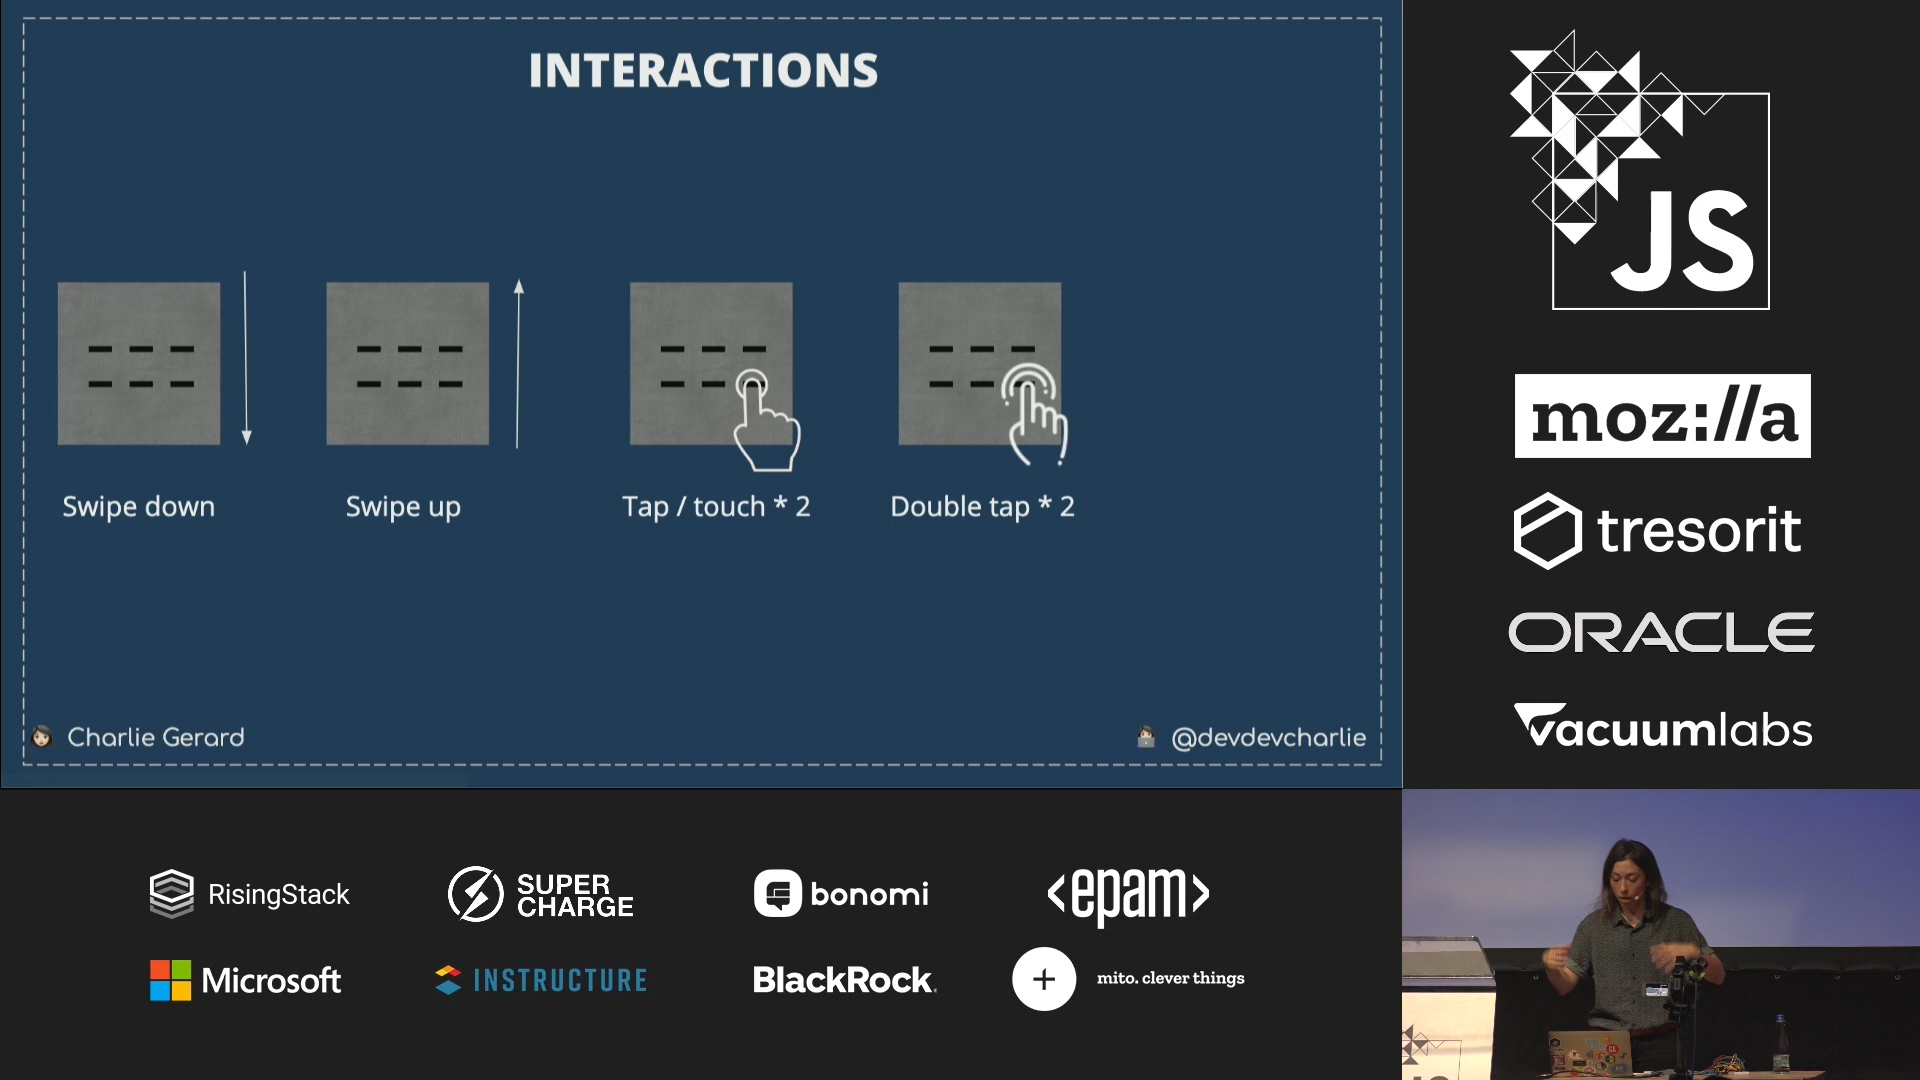 INTERACTIONS
Swipe down
Swipe up
Tap / touch * 2
Double tap * 2
Charlie Gerard
@devdevcharlie
JS
moz://a
tresorit
ORACLE
vacuumlabs
RisingStack
SUPER
CHARGE
bonomi
<epam>
Microsoft
INSTRUCTURE
BlackRock.
mito. clever things